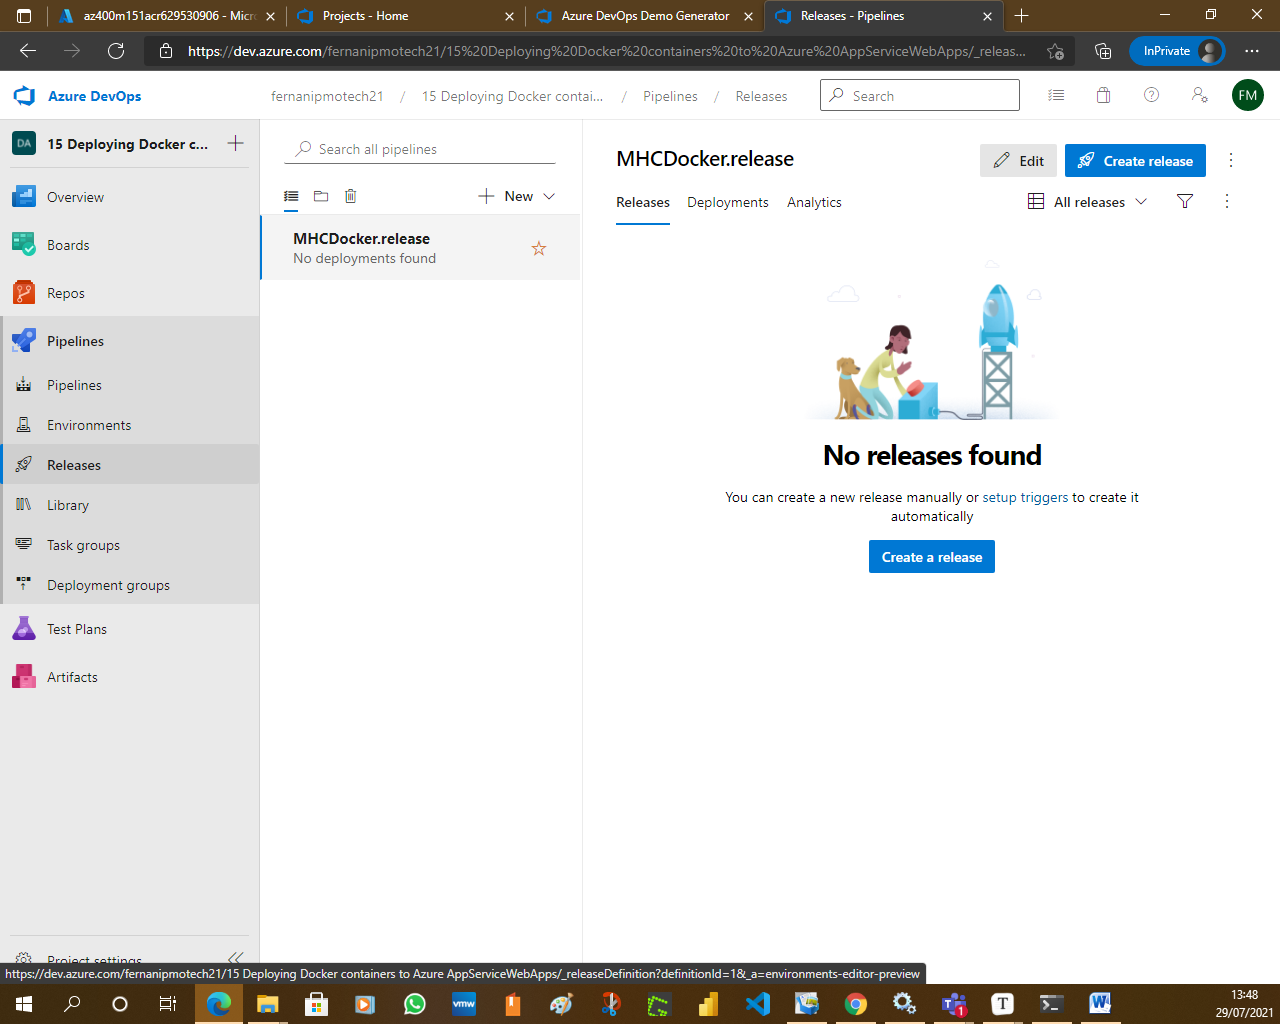 az400m151acr629530906 - Micro
Projects - Home
Azure DevOps Demo Generator
Releases - Pipelines
https://dev.azure.com/fernanipmotech21/15%20Deploying%20Docker%20containers%20to%20Azure%20AppServiceWebApps/_releas...
InPrivate
Azure DevOps
fernanipmotech21 / 15 Deploying Docker contai... / Pipelines / Releases
Search
FM
DA
15 Deploying Docker c...
Overview
Boards
Repos
Pipelines
Pipelines
Environments
Releases
Library
Task groups
Deployment groups
Test Plans
Artifacts
Project settings
Search all pipelines
New
MHCDocker.release
No deployments found
MHCDocker.release
Edit
Create release
Releases
Deployments
Analytics
All releases
No releases found
You can create a new release manually or setup triggers to create it
automatically
Create a release
https://dev.azure.com/fernanipmotech21/15 Deploying Docker containers to Azure AppServiceWebApps/_releaseDefinition?definitionId=1&_a=environments-editor-preview
vmw
1
T
W
13:48
29/07/2021